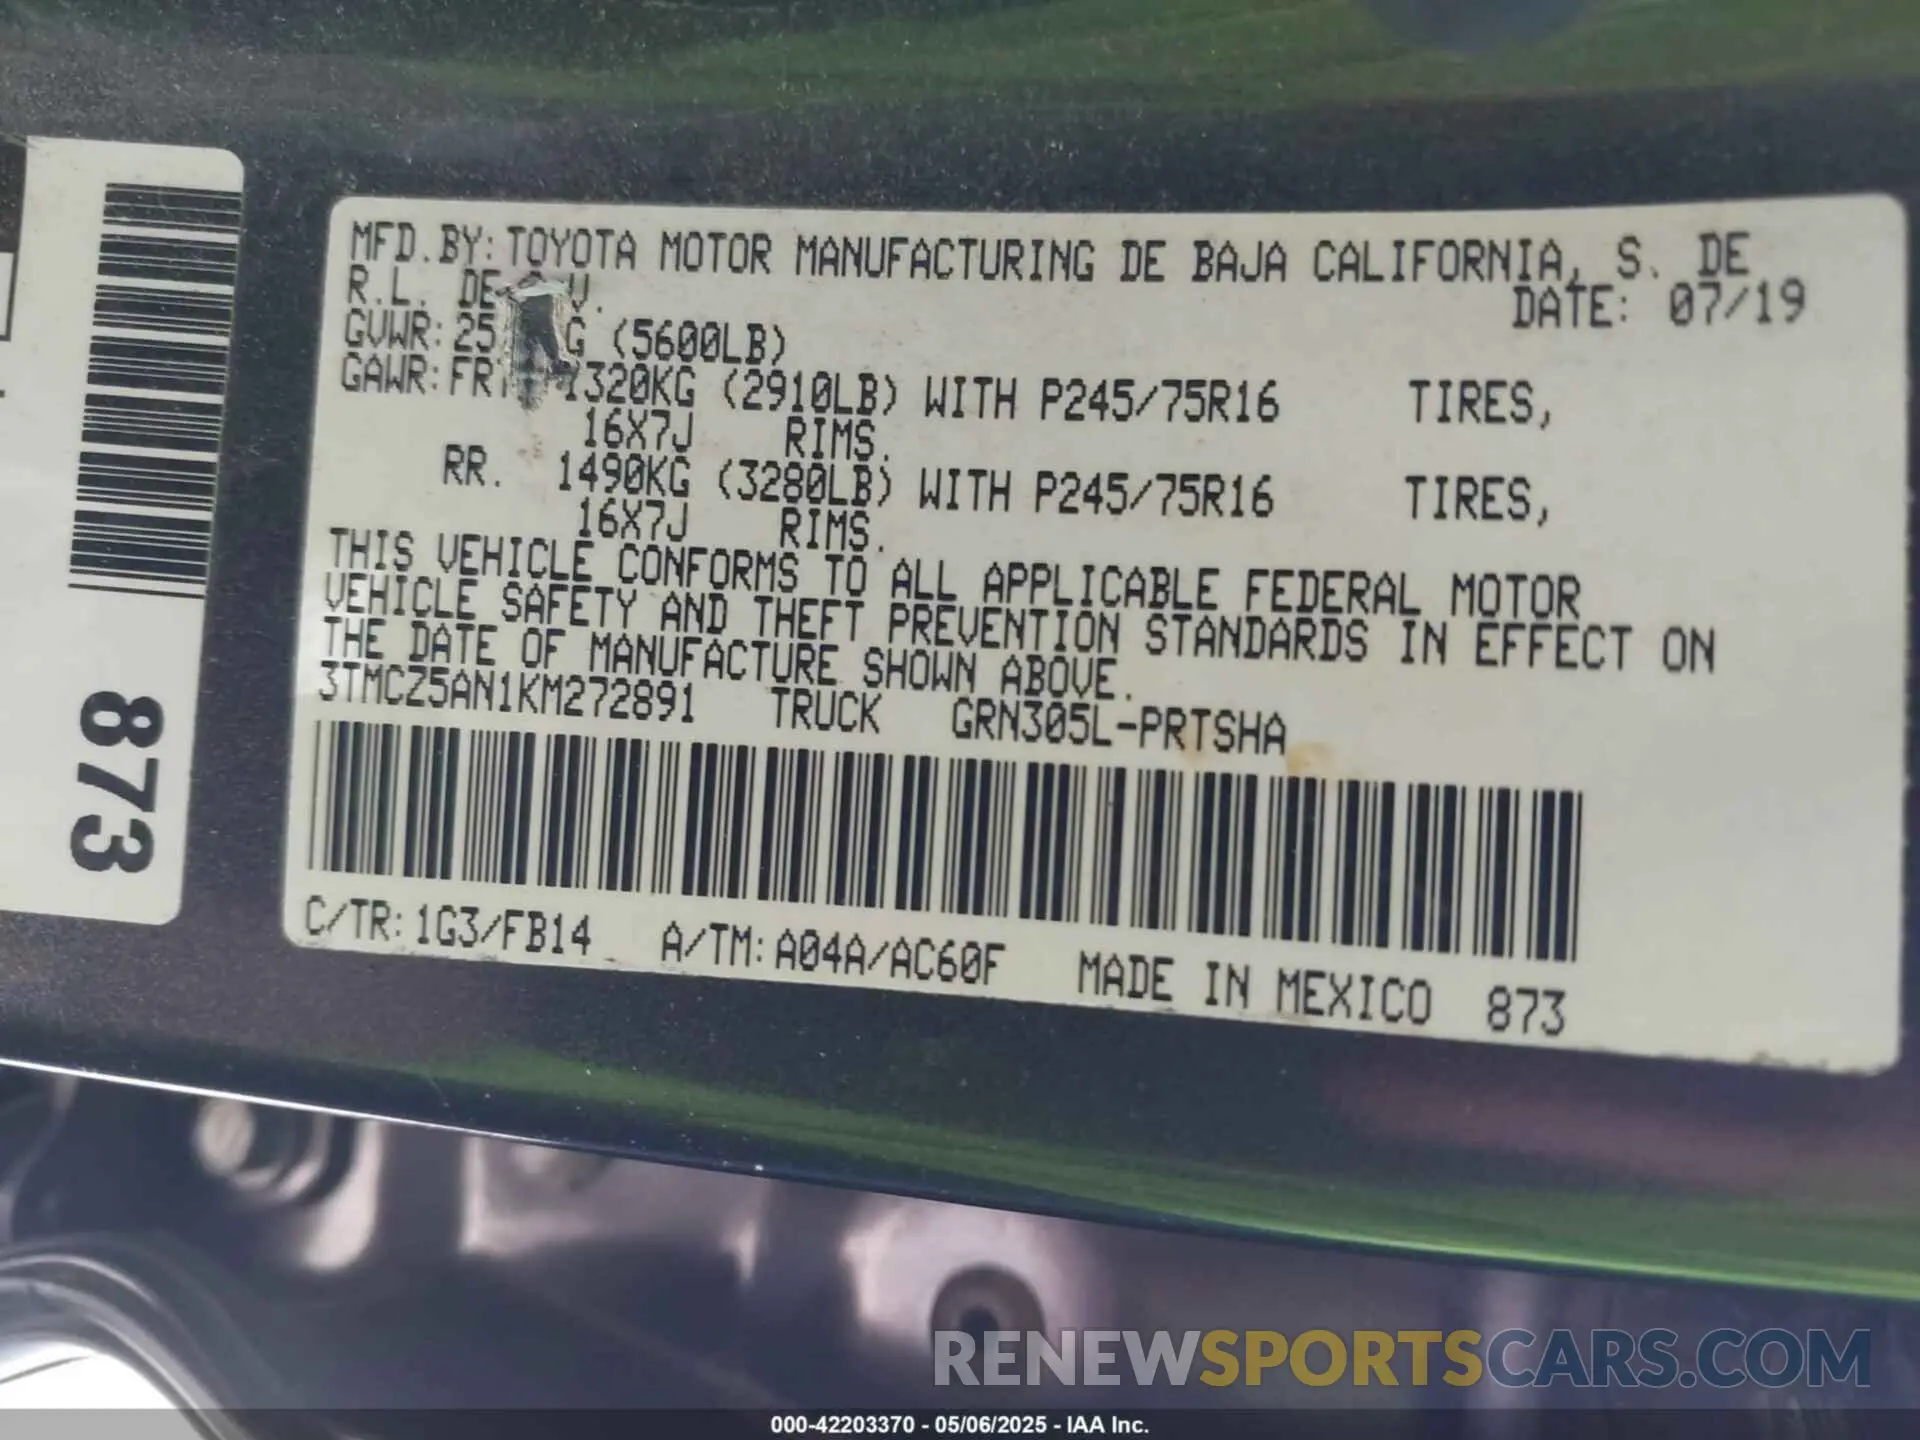 MFD.BY: TOYOTA MOTOR MANUFACTURING DE BAJA CALIFORNIA, S. DE
R.L. DE V.
DATE: 07/19
GVWR: (5600LB)
GAWR: 1320KG (2910LB) WITH P245/75R16 TIRES,
16X7J RIMS.
RR. 1490KG (3280LB) WITH P245/75R16 TIRES,
16X7J RIMS.
THIS VEHICLE CONFORMS TO ALL APPLICABLE FEDERAL MOTOR
VEHICLE SAFETY AND THEFT PREVENTION STANDARDS IN EFFECT ON
THE DATE OF MANUFACTURE SHOWN ABOVE.
3TMCZ5AN1KM272891 TRUCK GRN305L-PRTSHA
C/TR: 1G3/FB14 A/TM: A04A/AC60F MADE IN MEXICO 873
873
RENEWSPORTSCARS.COM
000-42203370 - 05/06/2025 - IAA Inc.